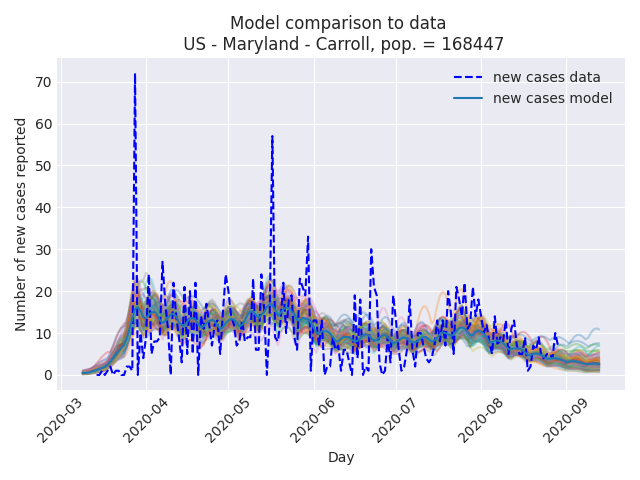 Model comparison to data
US - Maryland - Carroll, pop. = 168447
new cases data
new cases model
Number of new cases reported
70
60
50
40
30
20
10
0
2020-03
2020-04
2020-05
2020-06
2020-07
2020-08
2020-09
Day